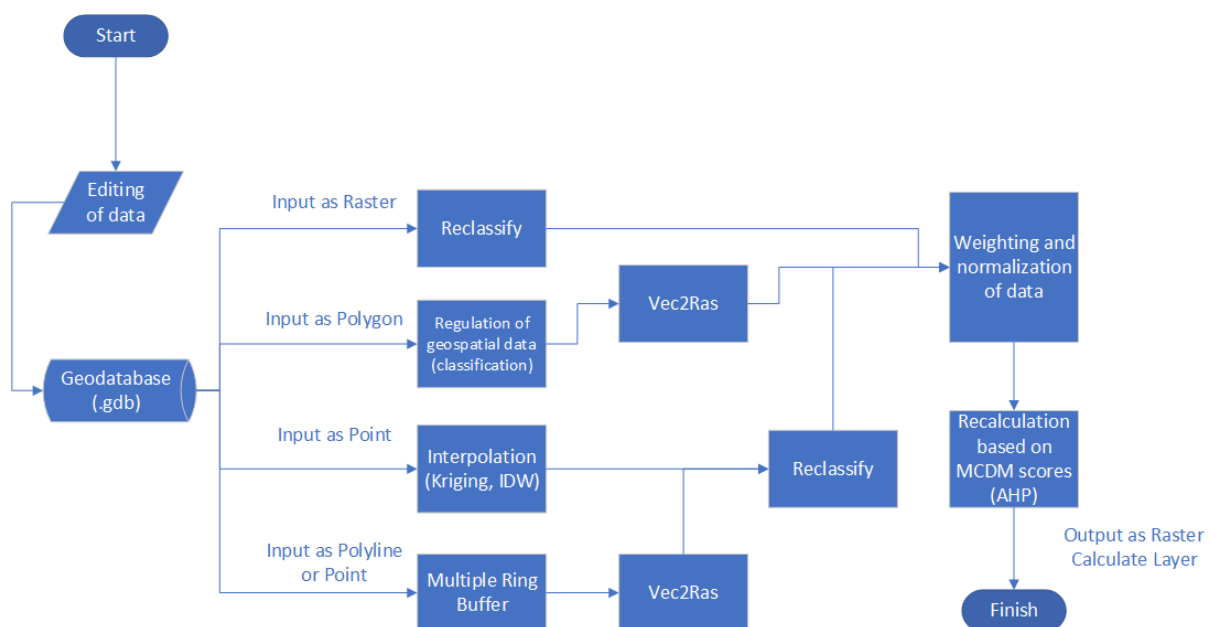 Start
Editing
of data
Geodatabase
(.gdb)
Input as Raster
Reclassify
Input as Polygon
Regulation of
geospatial data
(classification)
Vec2Ras
Input as Point
Interpolation
(Kriging, IDW)
Reclassify
Input as Polyline
or Point
Multiple Ring
Buffer
Vec2Ras
Weighting and
normalization
of data
Recalculation
based on
MCDM scores
(AHP)
Output as Raster
Calculate Layer
Finish